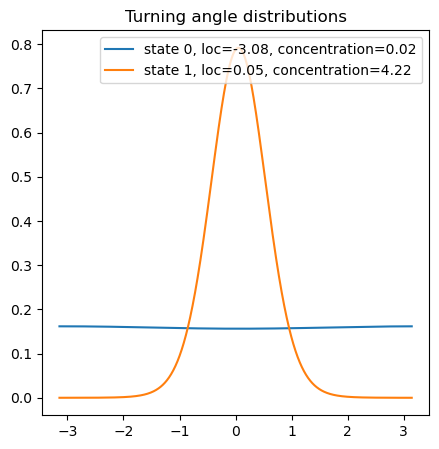 Turning angle distributions
state 0, loc=-3.08, concentration=0.02
state 1, loc=0.05, concentration=4.22
0.8
0.7
0.6
0.5
0.4
0.3
0.2
0.1
0.0
−3 −2 −1 0 1 2 3